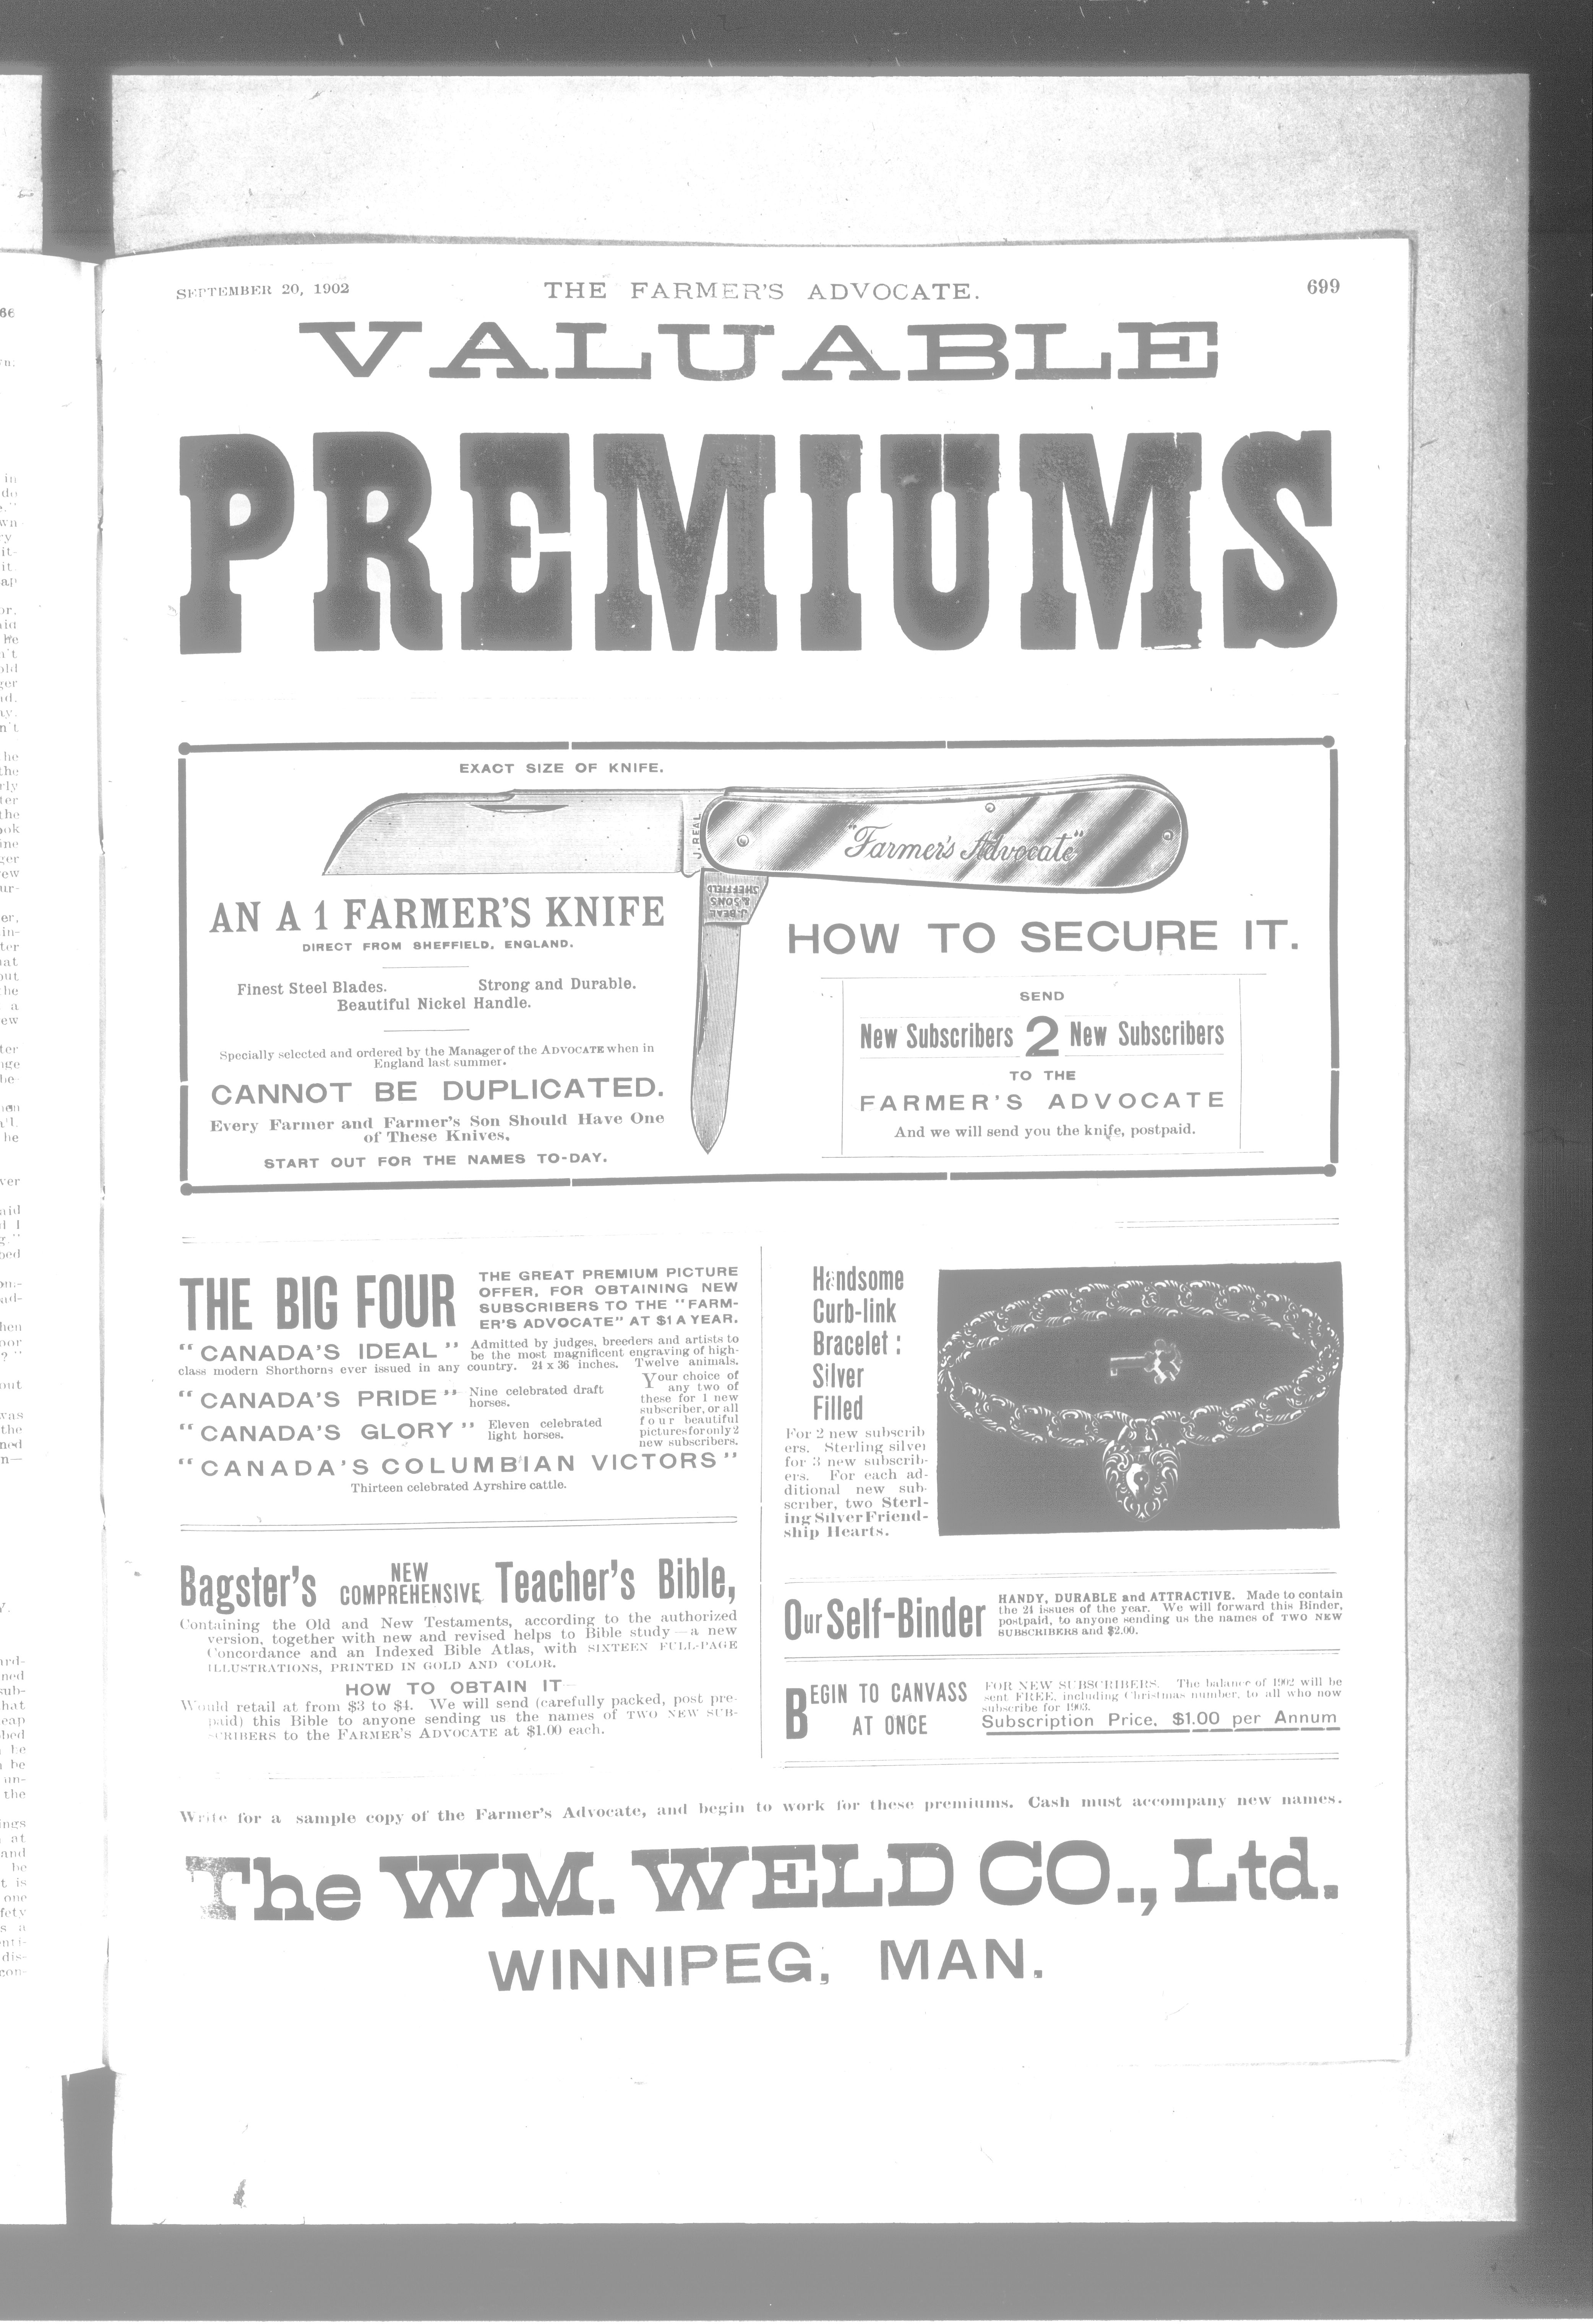 SEPTEMBER 20, 1902
THE FARMER'S ADVOCATE.
699
VALUABLE
PREMIUMS
EXACT SIZE OF KNIFE.
J. BEAL
"Farmer's Advocate"
J. BEAL
& SONS
SHEFFIELD
AN A 1 FARMER'S KNIFE
DIRECT FROM SHEFFIELD, ENGLAND.
Finest Steel Blades. Strong and Durable.
Beautiful Nickel Handle.
Specially selected and ordered by the Manager of the ADVOCATE when in
England last summer.
CANNOT BE DUPLICATED.
Every Farmer and Farmer's Son Should Have One
of These Knives.
START OUT FOR THE NAMES TO-DAY.
HOW TO SECURE IT.
SEND
New Subscribers 2 New Subscribers
TO THE
FARMER'S ADVOCATE
And we will send you the knife, postpaid.
THE BIG FOUR
THE GREAT PREMIUM PICTURE
OFFER, FOR OBTAINING NEW
SUBSCRIBERS TO THE "FARM-
ER'S ADVOCATE" AT $1 A YEAR.
"CANADA'S IDEAL" Admitted by judges, breeders and artists to
be the most magnificent engraving of high-
class modern Shorthorns ever issued in any country. 24 x 36 inches. Twelve animals.
"CANADA'S PRIDE" Nine celebrated draft
horses.
"CANADA'S GLORY" Eleven celebrated
light horses.
Your choice of
any two of
these for 1 new
subscriber, or all
four beautiful
pictures for only 2
new subscribers.
"CANADA'S COLUMBIAN VICTORS"
Thirteen celebrated Ayrshire cattle.
Bagster's NEW COMPREHENSIVE Teacher's Bible,
Containing the Old and New Testaments, according to the authorized
version, together with new and revised helps to Bible study—a new
Concordance and an Indexed Bible Atlas, with SIXTEEN FULL-PAGE
ILLUSTRATIONS, PRINTED IN GOLD AND COLOR.
HOW TO OBTAIN IT
Would retail at from $3 to $4. We will send (carefully packed, post pre-
paid) this Bible to anyone sending us the names of TWO NEW SUB-
SCRIBERS to the FARMER'S ADVOCATE at $1.00 each.
Handsome
Curb-link
Bracelet :
Silver
Filled
For 2 new subscrib
ers. Sterling silver
for 3 new subscrib-
ers. For each ad-
ditional new sub-
scriber, two Sterl-
ing Silver Friend-
ship Hearts.
Our Self-Binder
HANDY, DURABLE and ATTRACTIVE. Made to contain
the 24 issues of the year. We will forward this Binder,
postpaid, to anyone sending us the names of TWO NEW
SUBSCRIBERS and $2.00.
BEGIN TO CANVASS
AT ONCE
FOR NEW SUBSCRIBERS. The balance of 1902 will be
sent FREE, including Christmas number, to all who now
subscribe for 1903.
Subscription Price, $1.00 per Annum
Write for a sample copy of the Farmer's Advocate, and begin to work for these premiums. Cash must accompany new names.
The WM. WELD CO., Ltd.
WINNIPEG, MAN.